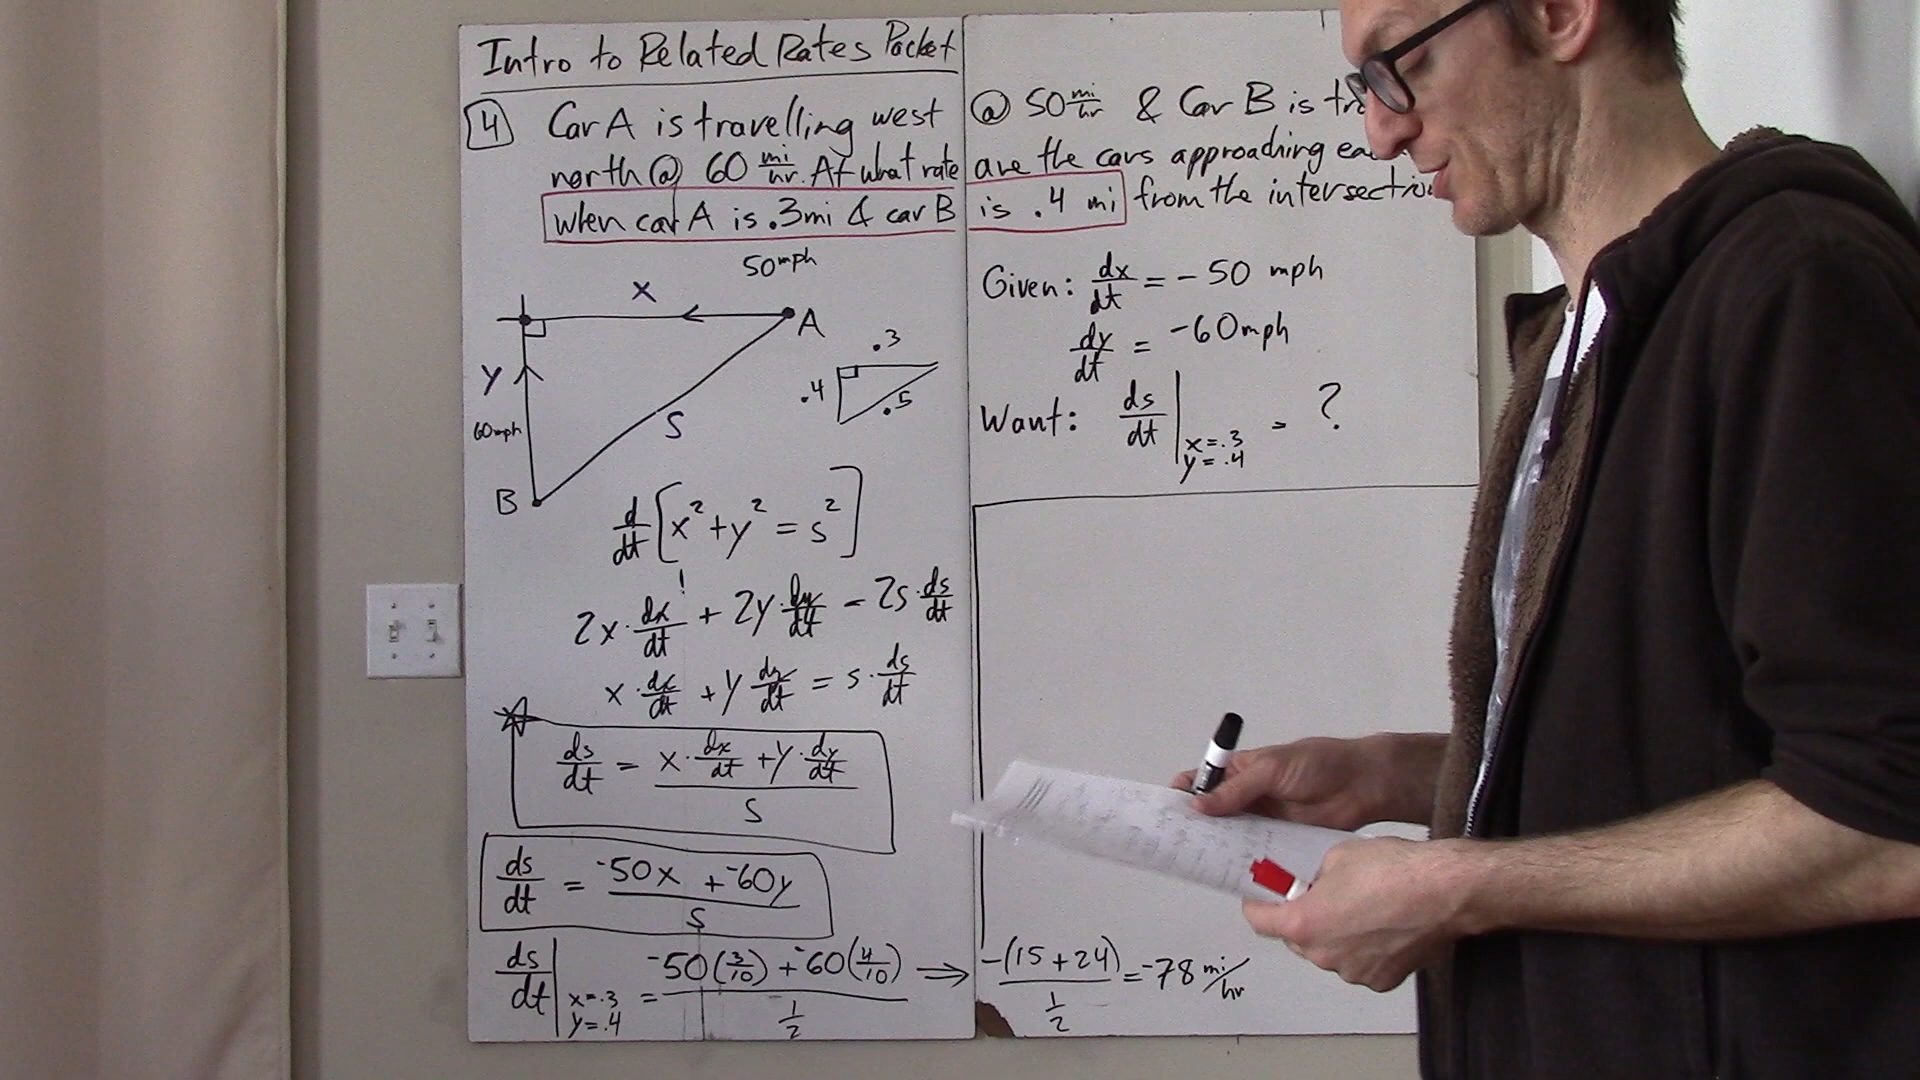 Intro to Related Rates Packet
4 Car A is travelling west @ 50 mi/hr & Car B is
north @ 60 mi/hr. At what rate are the cars approaching
when car A is .3mi & car B is .4 mi from the intersection
50mph
x
A
y
60mph
S
B
.3
.4
.5
Given: dx/dt = -50 mph
dy/dt = -60mph
Want: ds/dt | x=.3 y=.4 = ?
d/dt [x² + y² = s²]
2x · dx/dt + 2y · dy/dt = 2s · ds/dt
x · dx/dt + y dy/dt = s · ds/dt
ds/dt = (x · dx/dt + y · dy/dt)/S
ds/dt = (-50x + -60y)/S
ds/dt | x=.3 y=.4 = (-50(3/10) + -60(4/10))/(1/2) ⇒ -(15+24)/(1/2) = -78 mi/hr